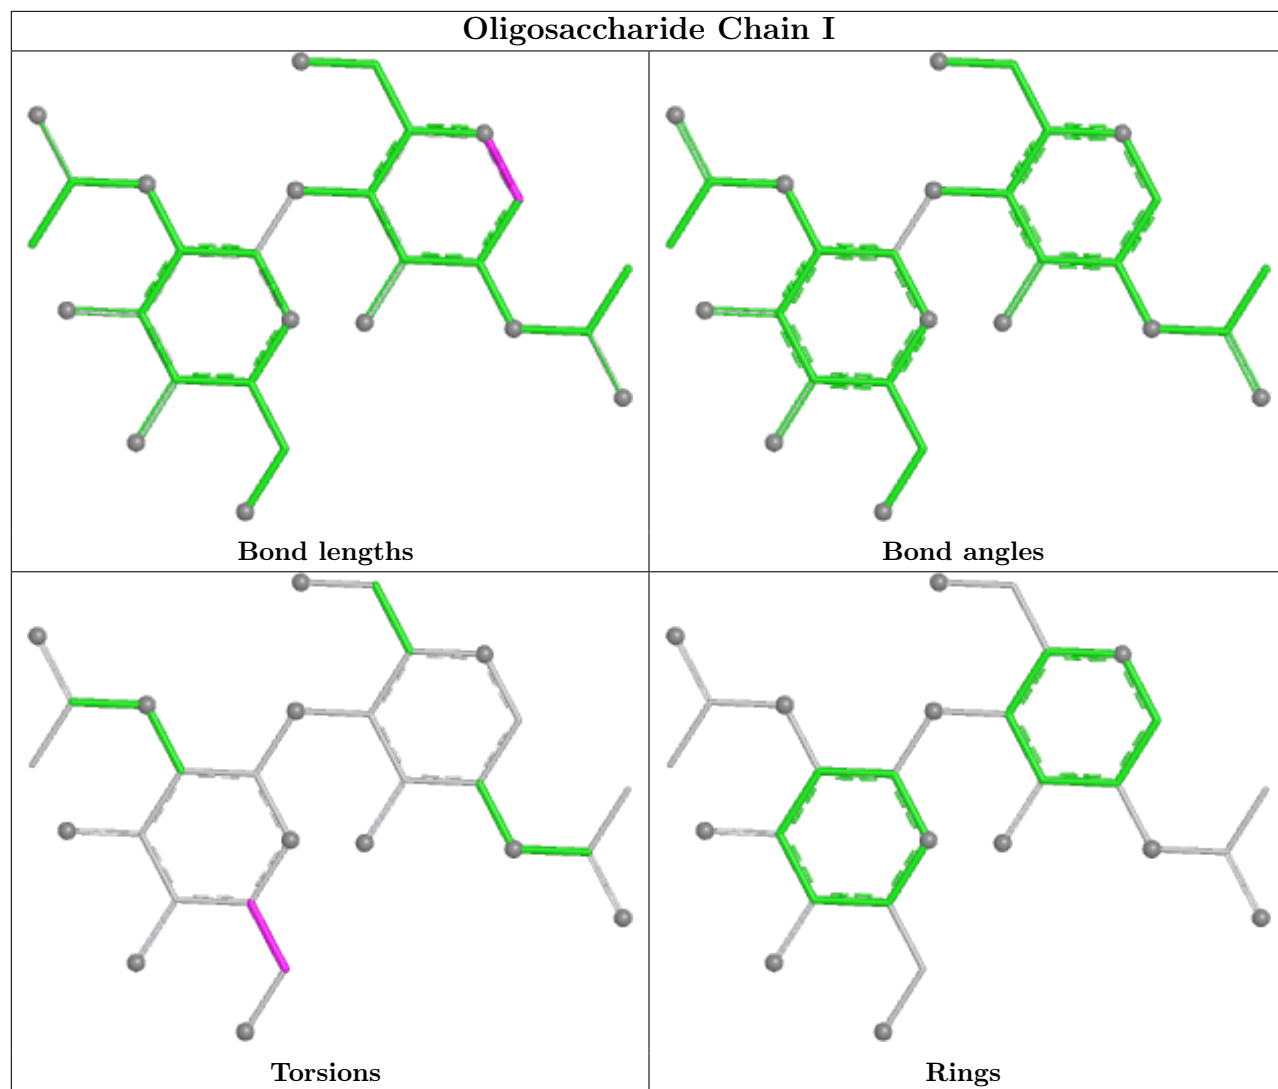 Oligosaccharide Chain I
Bond lengths
Bond angles
Torsions
Rings